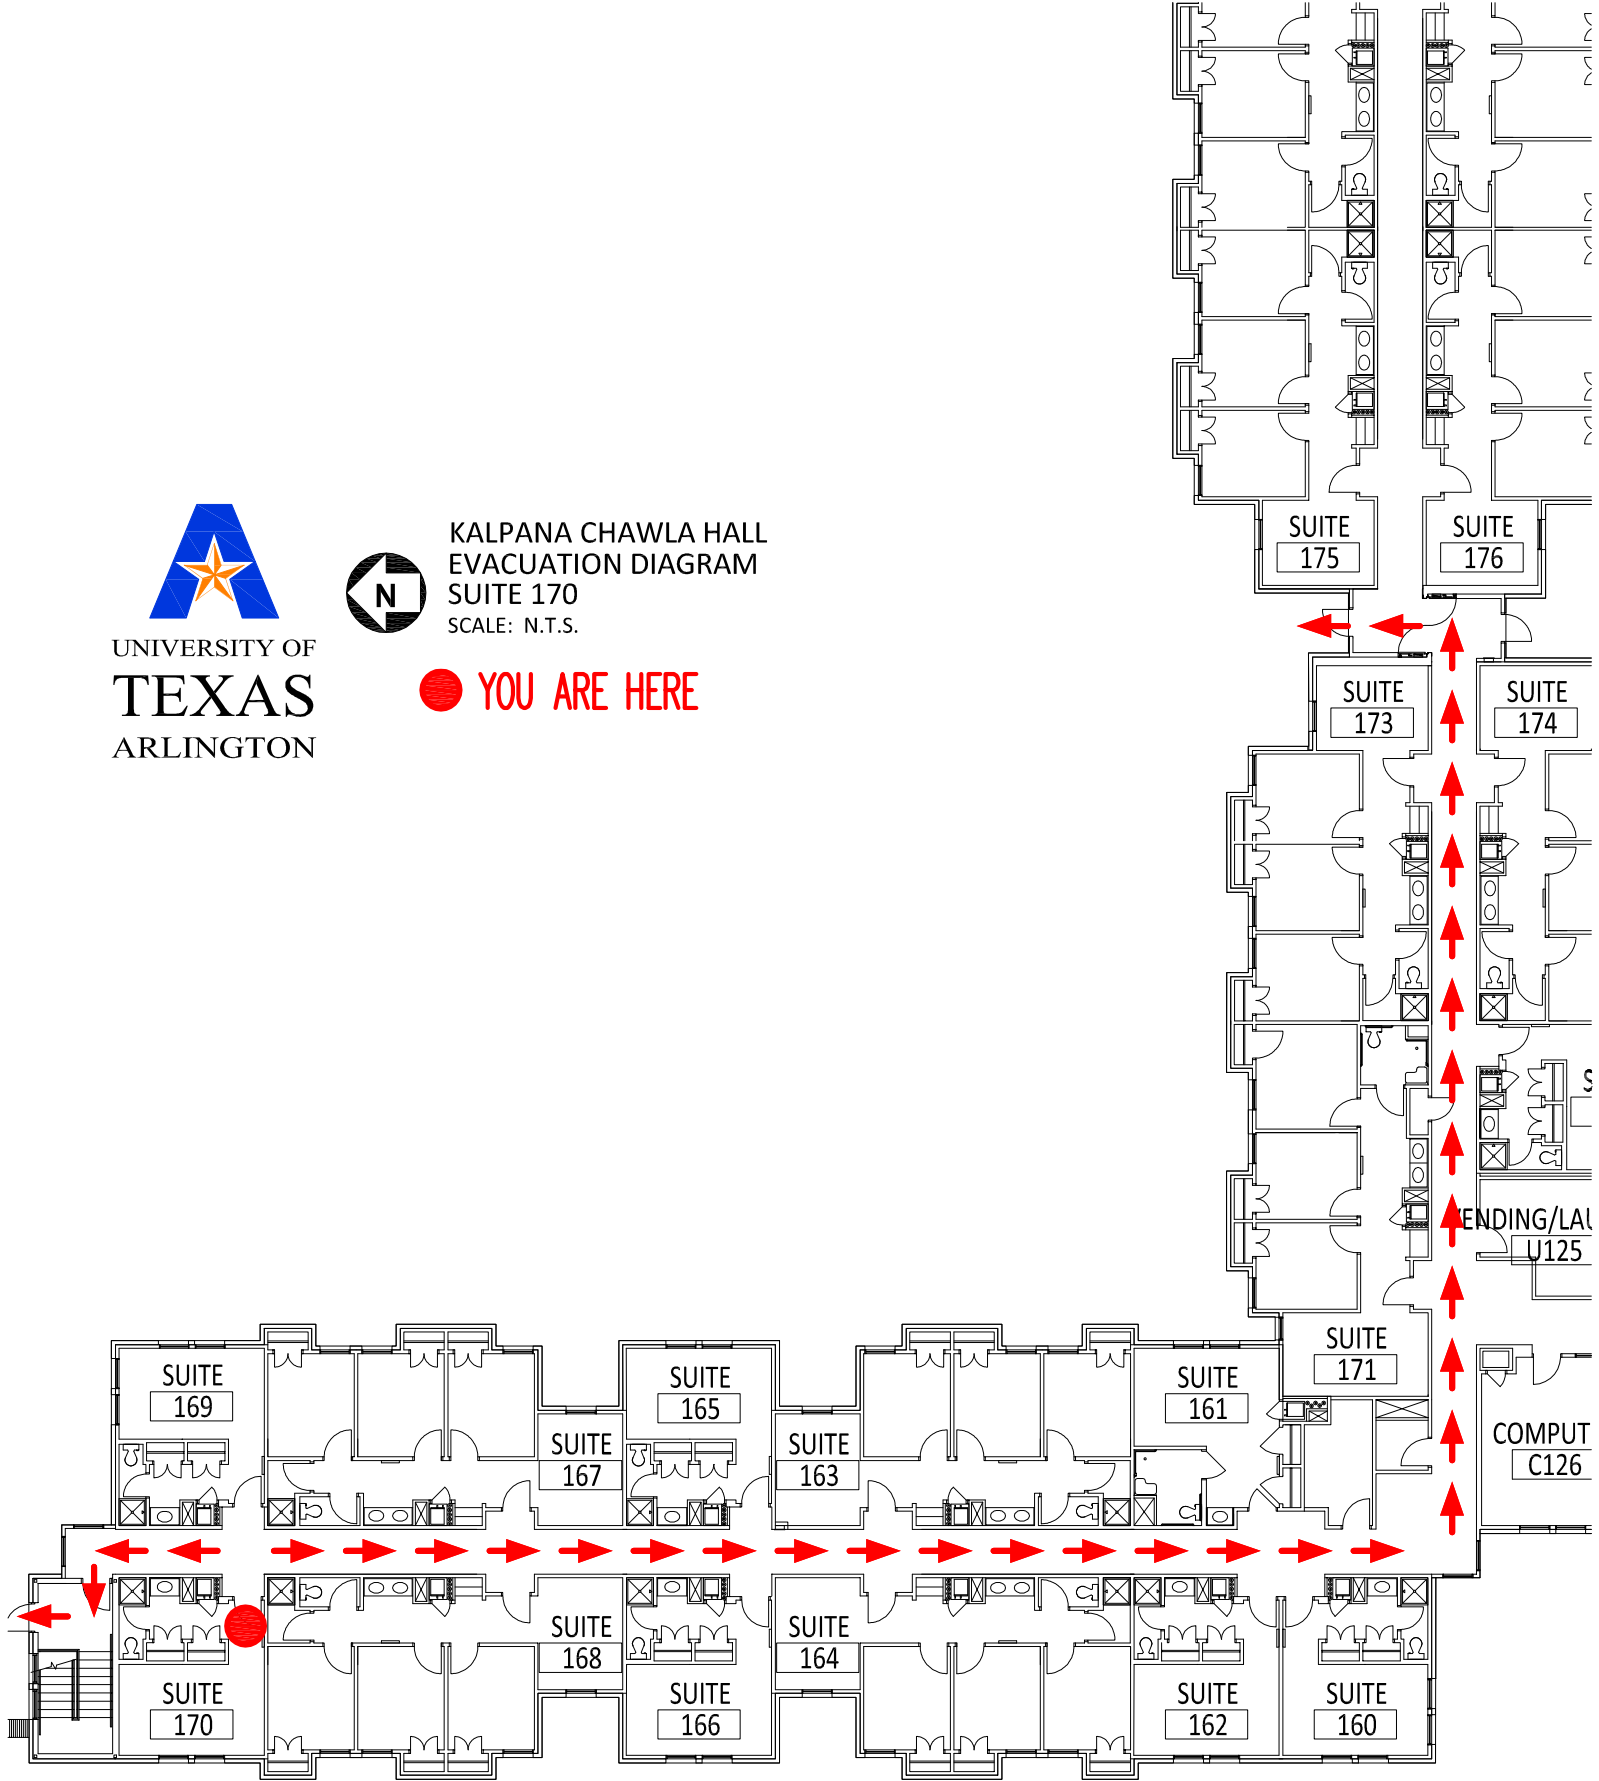 SUITE
175
SUITE
176
KALPANA CHAWLA HALL
EVACUATION DIAGRAM
SUITE 170
SCALE: N.T.S.
N
YOU ARE HERE
UNIVERSITY OF
TEXAS
ARLINGTON
SUITE
173
SUITE
174
S
VENDING/LAU
U125
SUITE
171
COMPUT
C126
SUITE
169
SUITE
167
SUITE
165
SUITE
163
SUITE
161
SUITE
170
SUITE
168
SUITE
166
SUITE
164
SUITE
162
SUITE
160